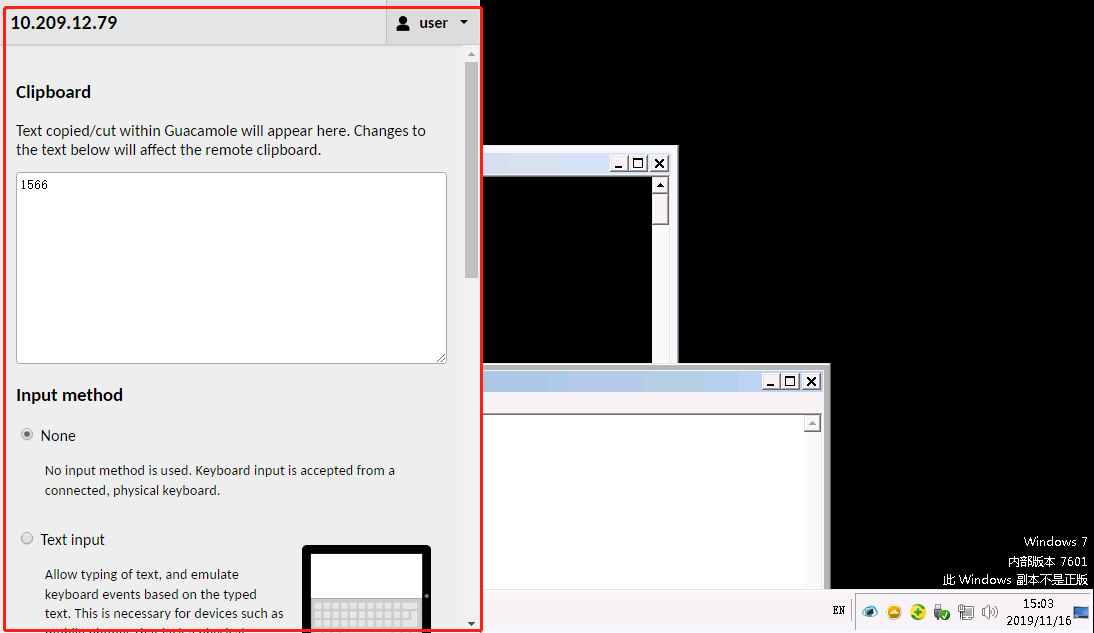 10.209.12.79
user
Clipboard
Text copied/cut within Guacamole will appear here. Changes to
the text below will affect the remote clipboard.
1566
Input method
None
No input method is used. Keyboard input is accepted from a
connected, physical keyboard.
Text input
Allow typing of text, and emulate
keyboard events based on the typed
text. This is necessary for devices such as
Windows 7
内部版本 7601
此 Windows 副本不是正版
EN
15:03
2019/11/16